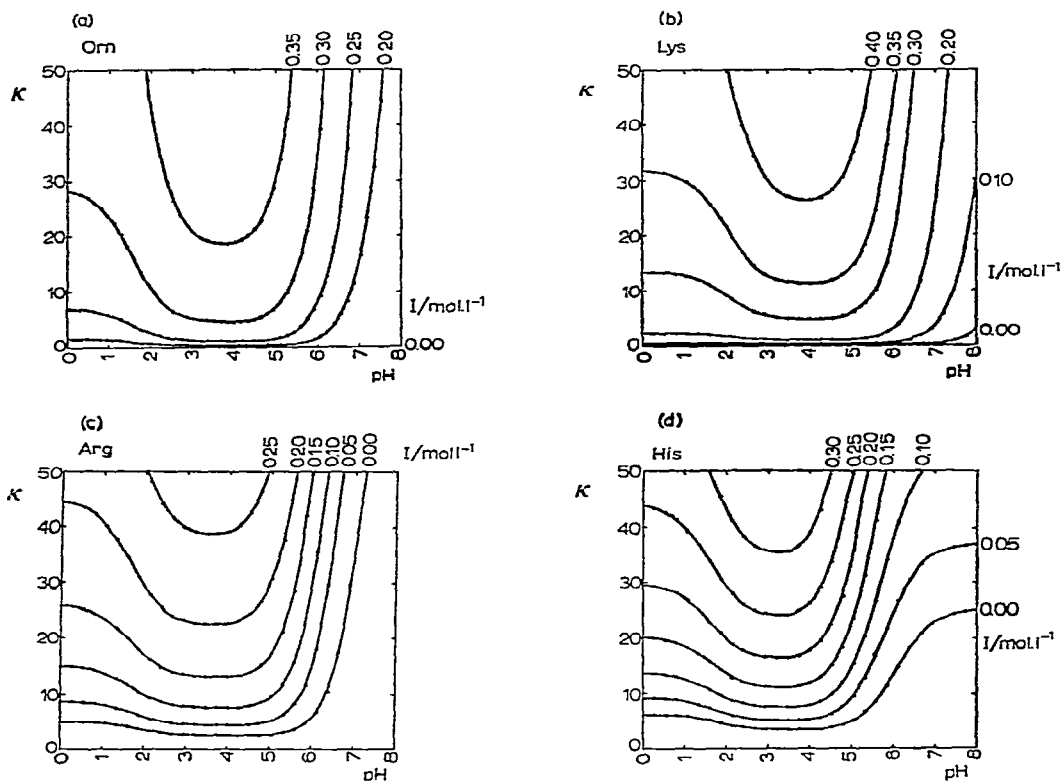 (a)
Orn
0.35 0.30 0.25 0.20
κ
50
40
30
20
10
0
I/mol.l⁻¹
0.00
0 1 2 3 4 5 6 7 8
pH
(b)
Lys
0.40 0.35 0.30 0.20
κ
50
40
30
20
10
0
0.10
I/mol.l⁻¹
0.00
0 1 2 3 4 5 6 7 8
pH
(c)
Arg
0.25 0.20 0.15 0.10 0.05 0.00 I/mol.l⁻¹
κ
50
40
30
20
10
0
0 1 2 3 4 5 6 7 8
pH
(d)
His
0.30 0.25 0.20 0.15 0.10
κ
50
40
30
20
10
0
0.05
0.00
I/mol.l⁻¹
0 1 2 3 4 5 6 7 8
pH